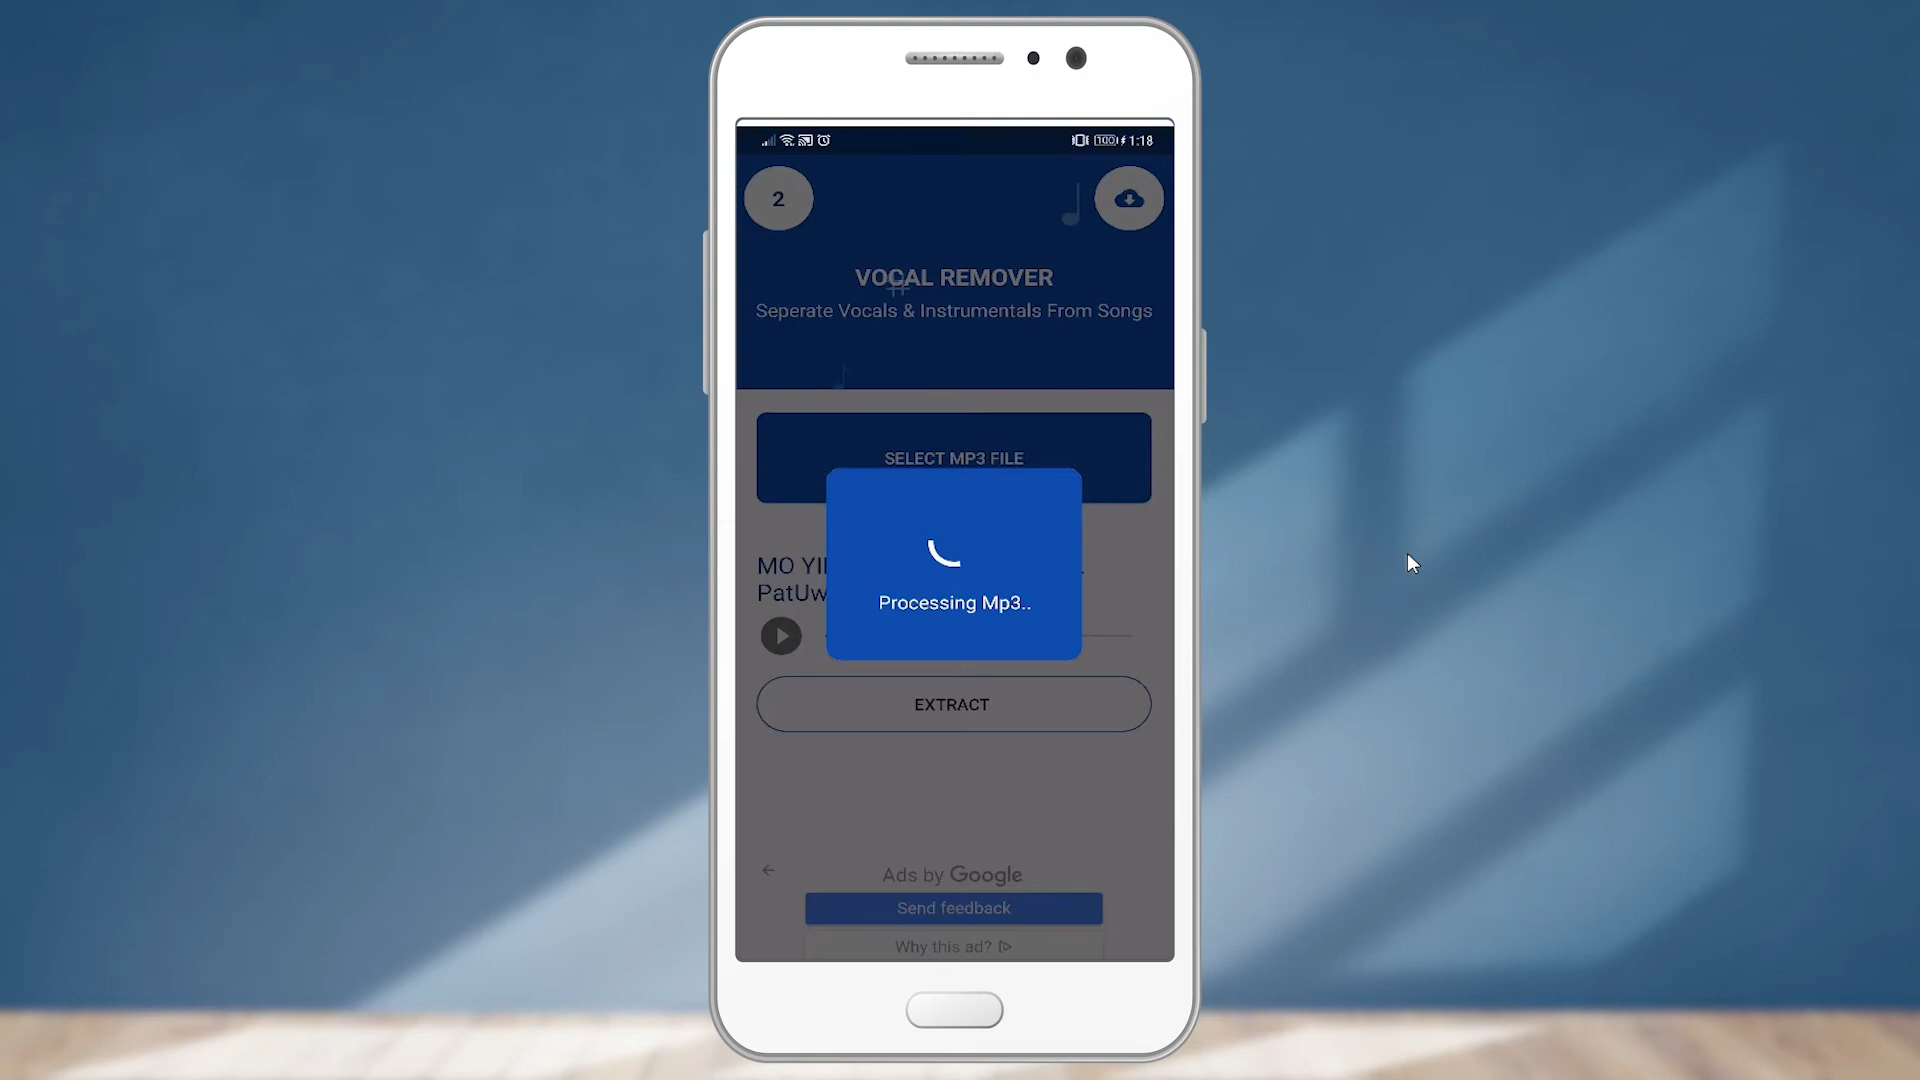 100 1:18
2
VOCAL REMOVER
Seperate Vocals & Instrumentals From Songs
SELECT MP3 FILE
MO
PatUw
Processing Mp3..
EXTRACT
Ads by Google
Send feedback
Why this ad?